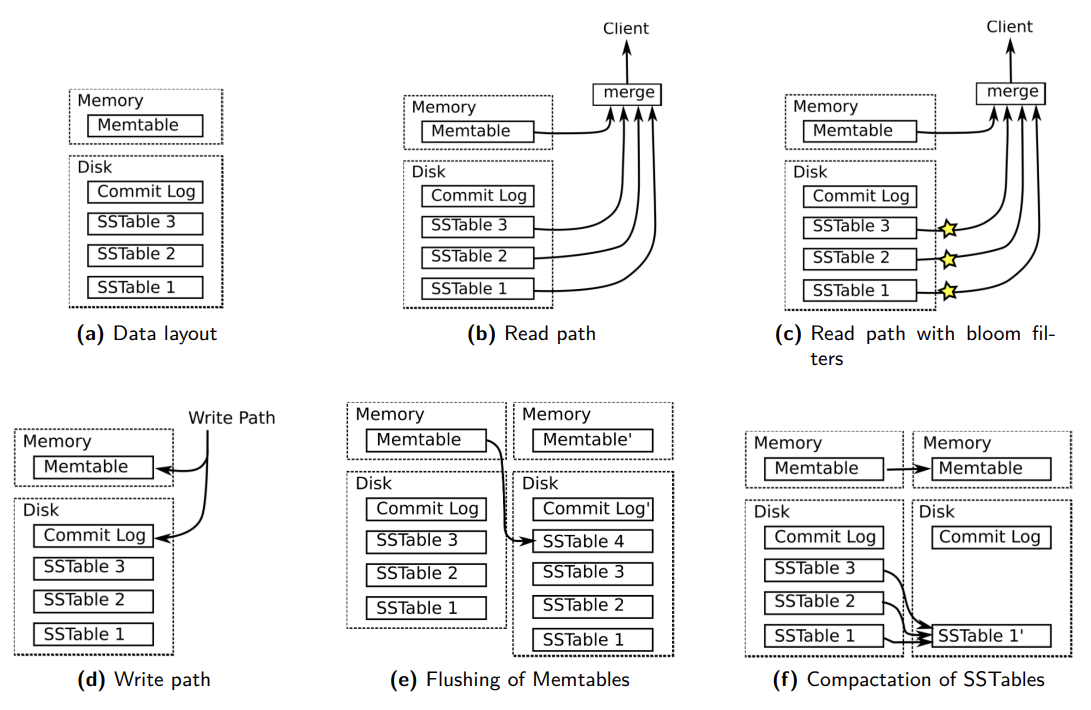 Memory
Memtable
Disk
Commit Log
SSTable 3
SSTable 2
SSTable 1
(a) Data layout
Client
merge
Memory
Memtable
Disk
Commit Log
SSTable 3
SSTable 2
SSTable 1
(b) Read path
Client
merge
Memory
Memtable
Disk
Commit Log
SSTable 3
SSTable 2
SSTable 1
(c) Read path with bloom fil-
ters
Write Path
Memory
Memtable
Disk
Commit Log
SSTable 3
SSTable 2
SSTable 1
(d) Write path
Memory
Memtable
Disk
Commit Log
SSTable 3
SSTable 2
SSTable 1
Memory
Memtable'
Disk
Commit Log'
SSTable 4
SSTable 3
SSTable 2
SSTable 1
(e) Flushing of Memtables
Memory
Memtable
Disk
Commit Log
SSTable 3
SSTable 2
SSTable 1
Memory
Memtable
Disk
Commit Log
SSTable 1'
(f) Compactation of SSTables